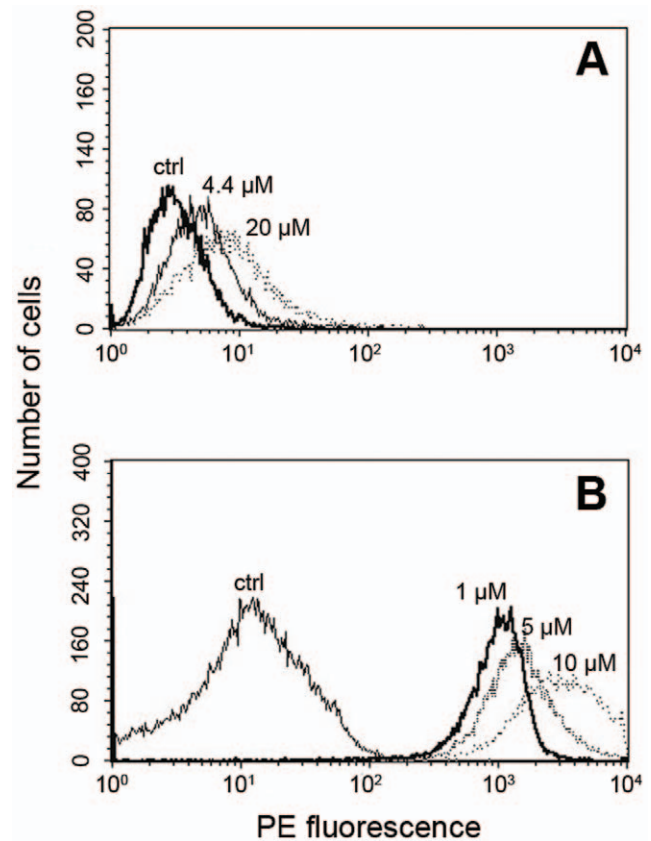 Number of cells
A
200
160
140
80
40
0
ctrl
4.4 µM
20 µM
10⁰ 10¹ 10² 10³ 10⁴
B
400
320
240
160
80
0
ctrl
1 µM
5 µM
10 µM
10⁰ 10¹ 10² 10³ 10⁴
PE fluorescence